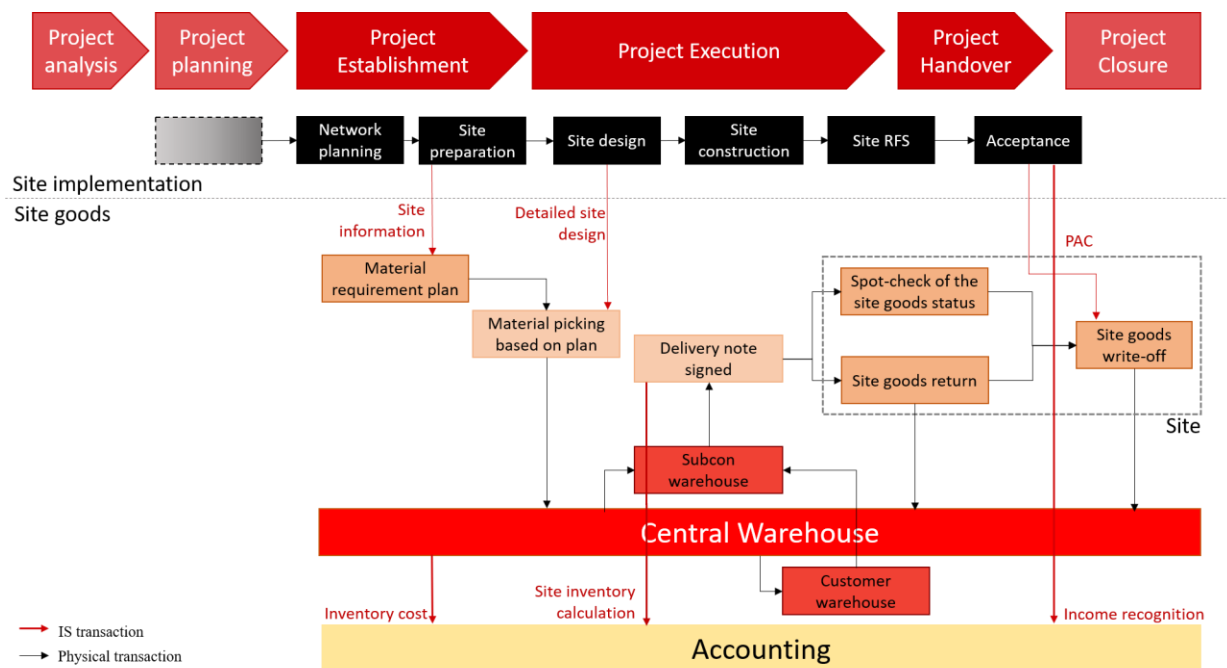 Project
analysis
Project
planning
Project
Establishment
Project Execution
Project
Handover
Project
Closure
Network
planning
Site
preparation
Site design
Site
construction
Site RFS
Acceptance
Site implementation
Site goods
Site
information
Detailed site
design
PAC
Material
requirement plan
Material picking
based on plan
Delivery note
signed
Spot-check of the
site goods status
Site goods return
Site goods
write-off
Site
Subcon
warehouse
Central Warehouse
Customer
warehouse
Inventory cost
Site inventory
calculation
Income recognition
IS transaction
Physical transaction
Accounting